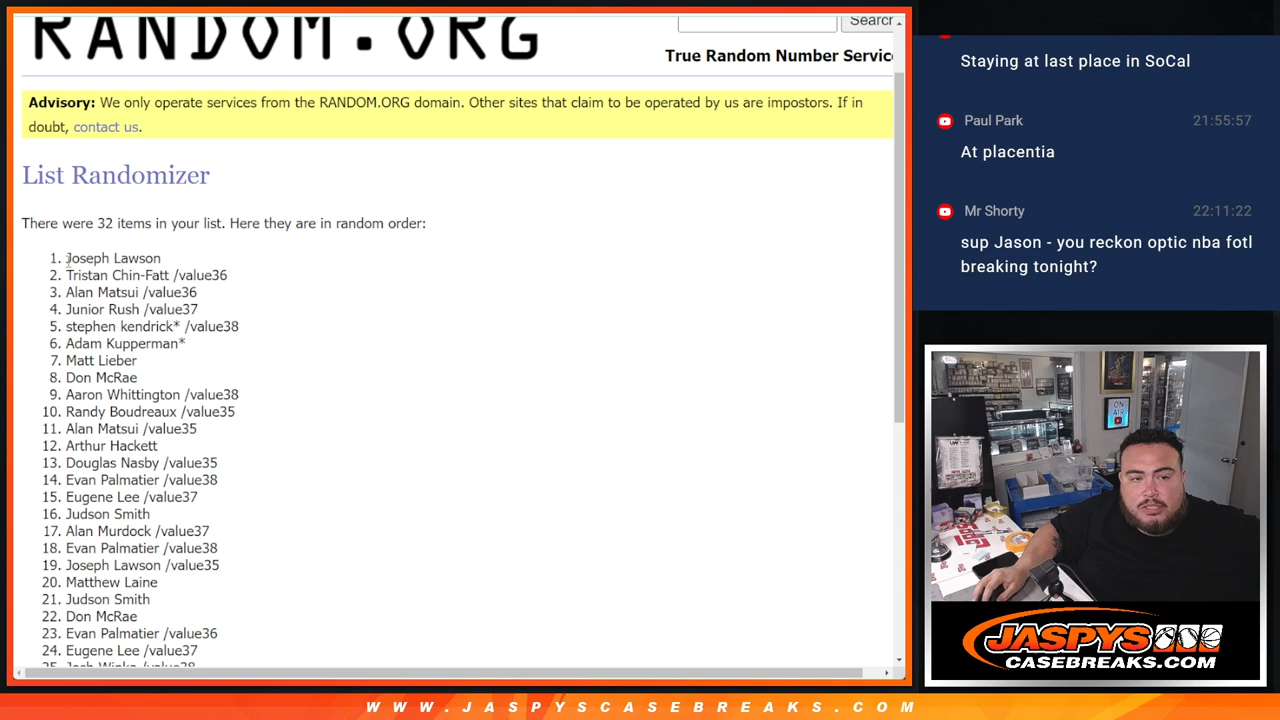 RANDOM.ORG
Search
True Random Number Servic
Advisory: We only operate services from the RANDOM.ORG domain. Other sites that claim to be operated by us are impostors. If in
doubt, contact us.
List Randomizer
There were 32 items in your list. Here they are in random order:
1. Joseph Lawson
2. Tristan Chin-Fatt /value36
3. Alan Matsui /value36
4. Junior Rush /value37
5. stephen kendrick* /value38
6. Adam Kupperman*
7. Matt Lieber
8. Don McRae
9. Aaron Whittington /value38
10. Randy Boudreaux /value35
11. Alan Matsui /value35
12. Arthur Hackett
13. Douglas Nasby /value35
14. Evan Palmatier /value38
15. Eugene Lee /value37
16. Judson Smith
17. Alan Murdock /value37
18. Evan Palmatier /value38
19. Joseph Lawson /value35
20. Matthew Laine
21. Judson Smith
22. Don McRae
23. Evan Palmatier /value36
24. Eugene Lee /value37
Staying at last place in SoCal
Paul Park 21:55:57
At placentia
Mr Shorty 22:11:22
sup Jason - you reckon optic nba fotl
breaking tonight?
ON
AIR
JASPYS
CASEBREAKS.COM
WWW.JASPYSCASEBREAKS.COM